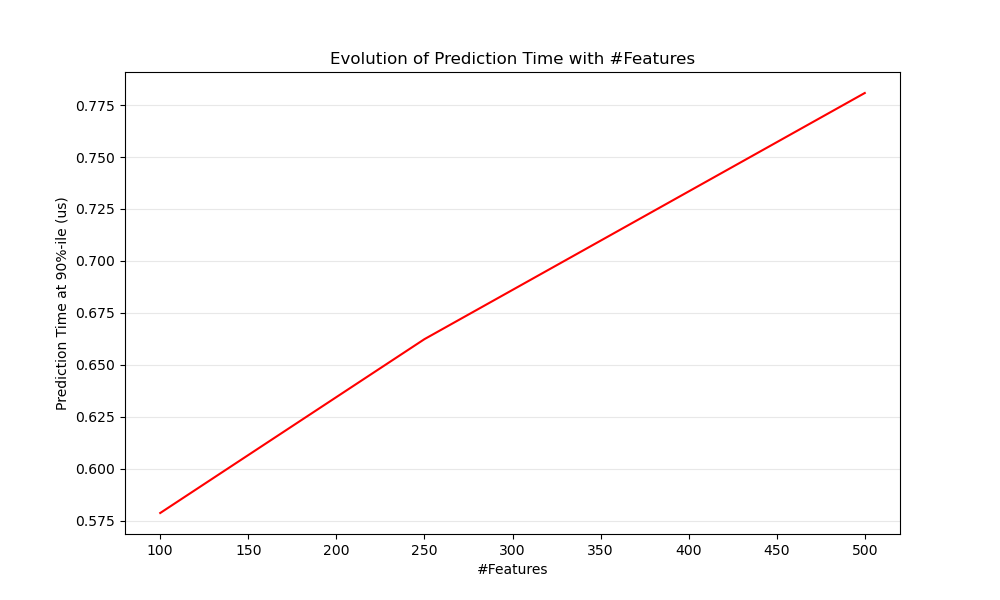 Evolution of Prediction Time with #Features
Prediction Time at 90%-ile (us)
0.775
0.750
0.725
0.700
0.675
0.650
0.625
0.600
0.575
100 150 200 250 300 350 400 450 500
#Features